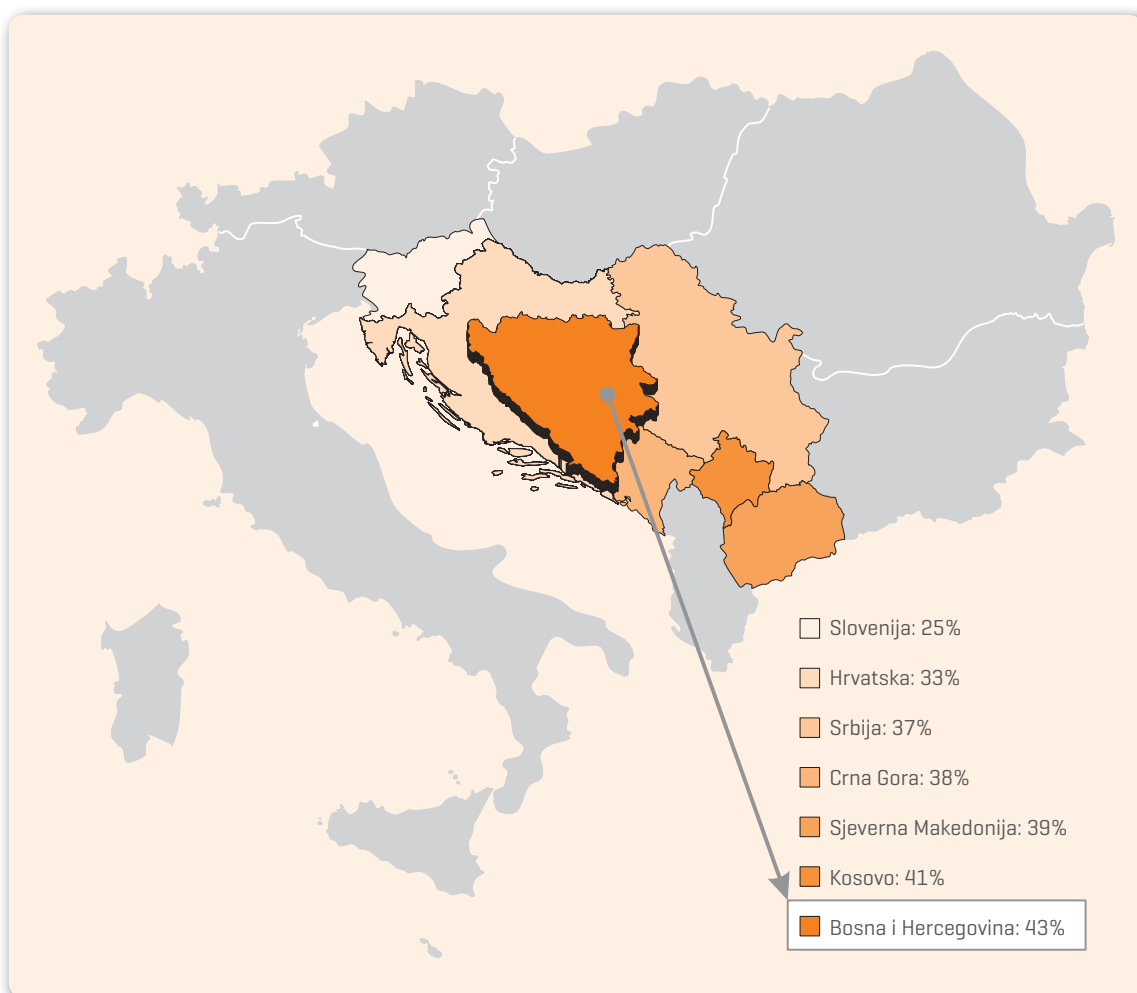 Slovenija: 25%
Hrvatska: 33%
Srbija: 37%
Crna Gora: 38%
Sjeverna Makedonija: 39%
Kosovo: 41%
Bosna i Hercegovina: 43%